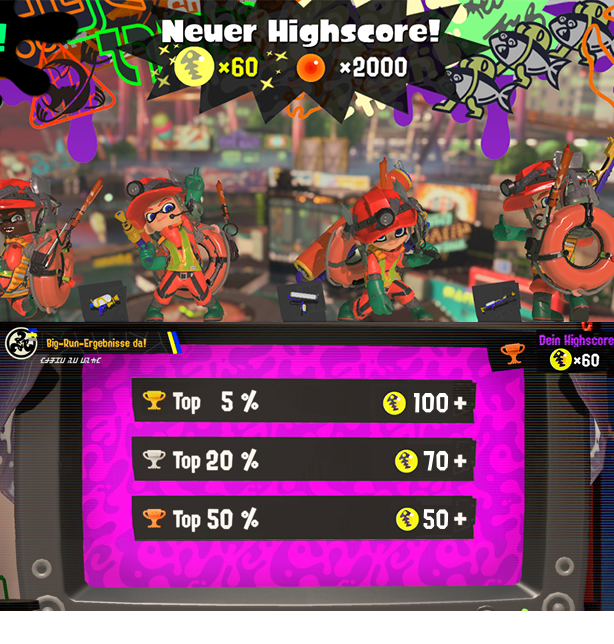 Neuer Highscore!
×60 ×2000
Big-Run-Ergebnisse da!
Dein Highscore
×60
Top 5 % 100 +
Top 20 % 70 +
Top 50 % 50 +